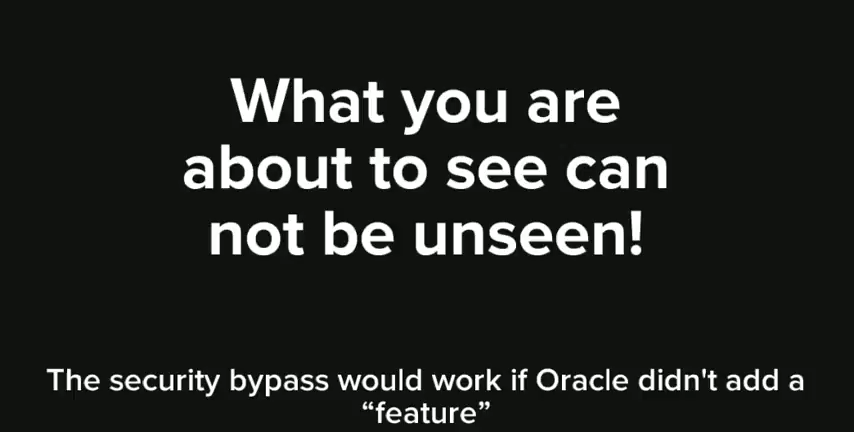 What you are
about to see can
not be unseen!
The security bypass would work if Oracle didn't add a
“feature”